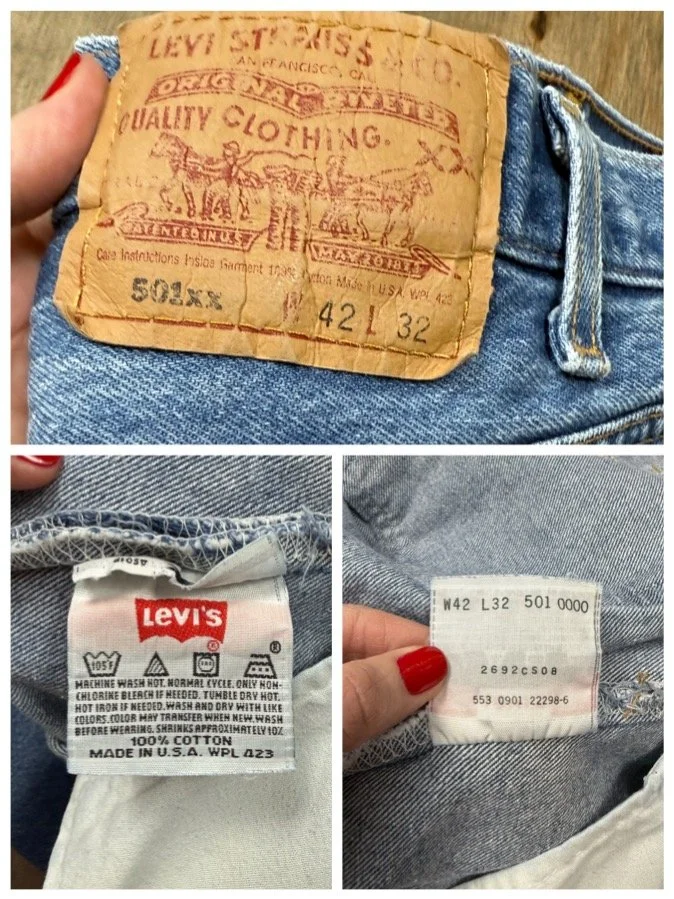 LEVI STRAUSS & CO.
AN FRANCISCO, CAL.
ORIGINAL RIVETED
QUALITY CLOTHING.
XX
PATENTED IN U.S.
MAY 20 1873
Care Instructions Inside Garment 100% Cotton Made in U.S.A. WPL 423
501XX W 42 L 32
LEVI'S
®
105F
®
MACHINE WASH HOT. NORMAL CYCLE. ONLY NON-
CHLORINE BLEACH IF NEEDED. TUMBLE DRY HOT.
HOT IRON IF NEEDED. WASH AND DRY WITH LIKE
COLORS. COLOR MAY TRANSFER WHEN NEW. WASH
BEFORE WEARING. SHRINKS APPROXIMATELY 10%
100% COTTON
MADE IN U.S.A. WPL 423
W42 L32 501 0000
2692CS08
553 0901 22298-6